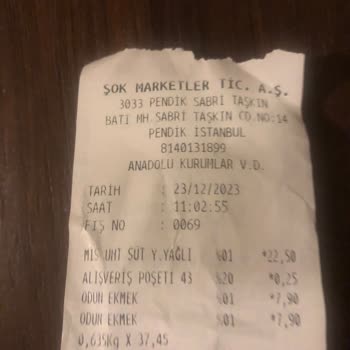 ŞOK MARKETLER TİC. A.Ş.
3033 PENDİK SABRİ TAŞKIN
BATI MH.SABRİ TAŞKIN CD.NO:14
PENDİK İSTANBUL
8140131899
ANADOLU KURUMLAR V.D.
TARİH : 23/12/2023
SAAT : 11:02:55
FİŞ NO : 0069
MİS UHT SÜT Y.YAĞLI %01 *22,50
ALIŞVERİŞ POŞETİ 43 %20 *0,25
ODUN EKMEK %01 *7,90
ODUN EKMEK %01 *7,90
0,635Kg X 37,45